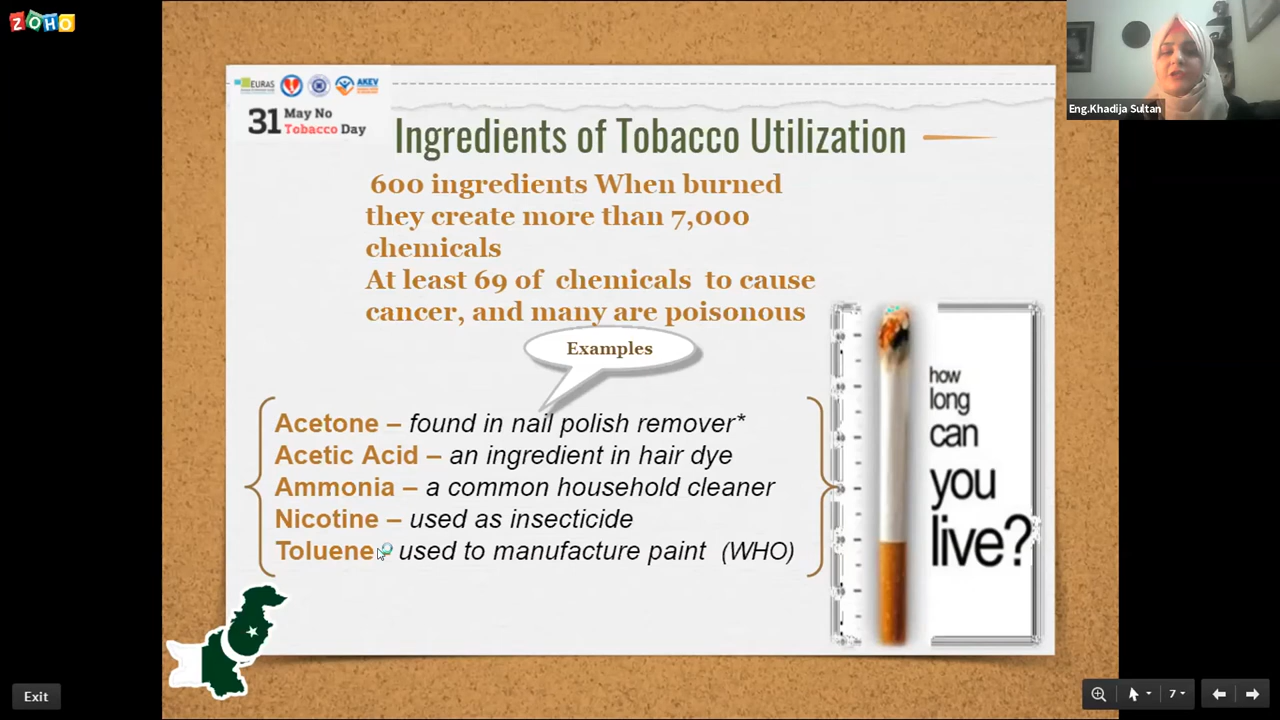 ZOHO
Eng.Khadija Sultan
EURAS
AKEV
31 May No
Tobacco Day
Ingredients of Tobacco Utilization
600 ingredients When burned
they create more than 7,000
chemicals
At least 69 of chemicals to cause
cancer, and many are poisonous
Examples
Acetone – found in nail polish remover*
Acetic Acid – an ingredient in hair dye
Ammonia – a common household cleaner
Nicotine – used as insecticide
Toluene – used to manufacture paint (WHO)
how
long
can
you
live?
Exit
7